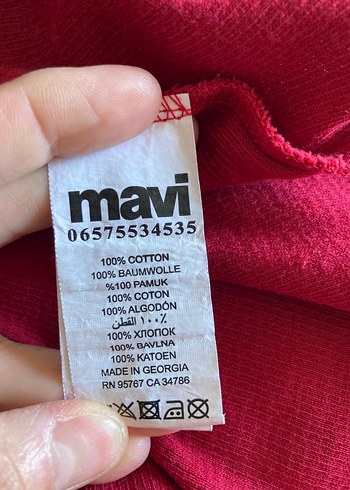 mavi
06575534535
100% COTTON
100% BAUMWOLLE
%100 PAMUK
100% COTON
100% ALGODÓN
١٠٠٪ القطن
100% ХЛОПОК
100% BAVLNA
100% KATOEN
MADE IN GEORGIA
RN 95767 CA 34786